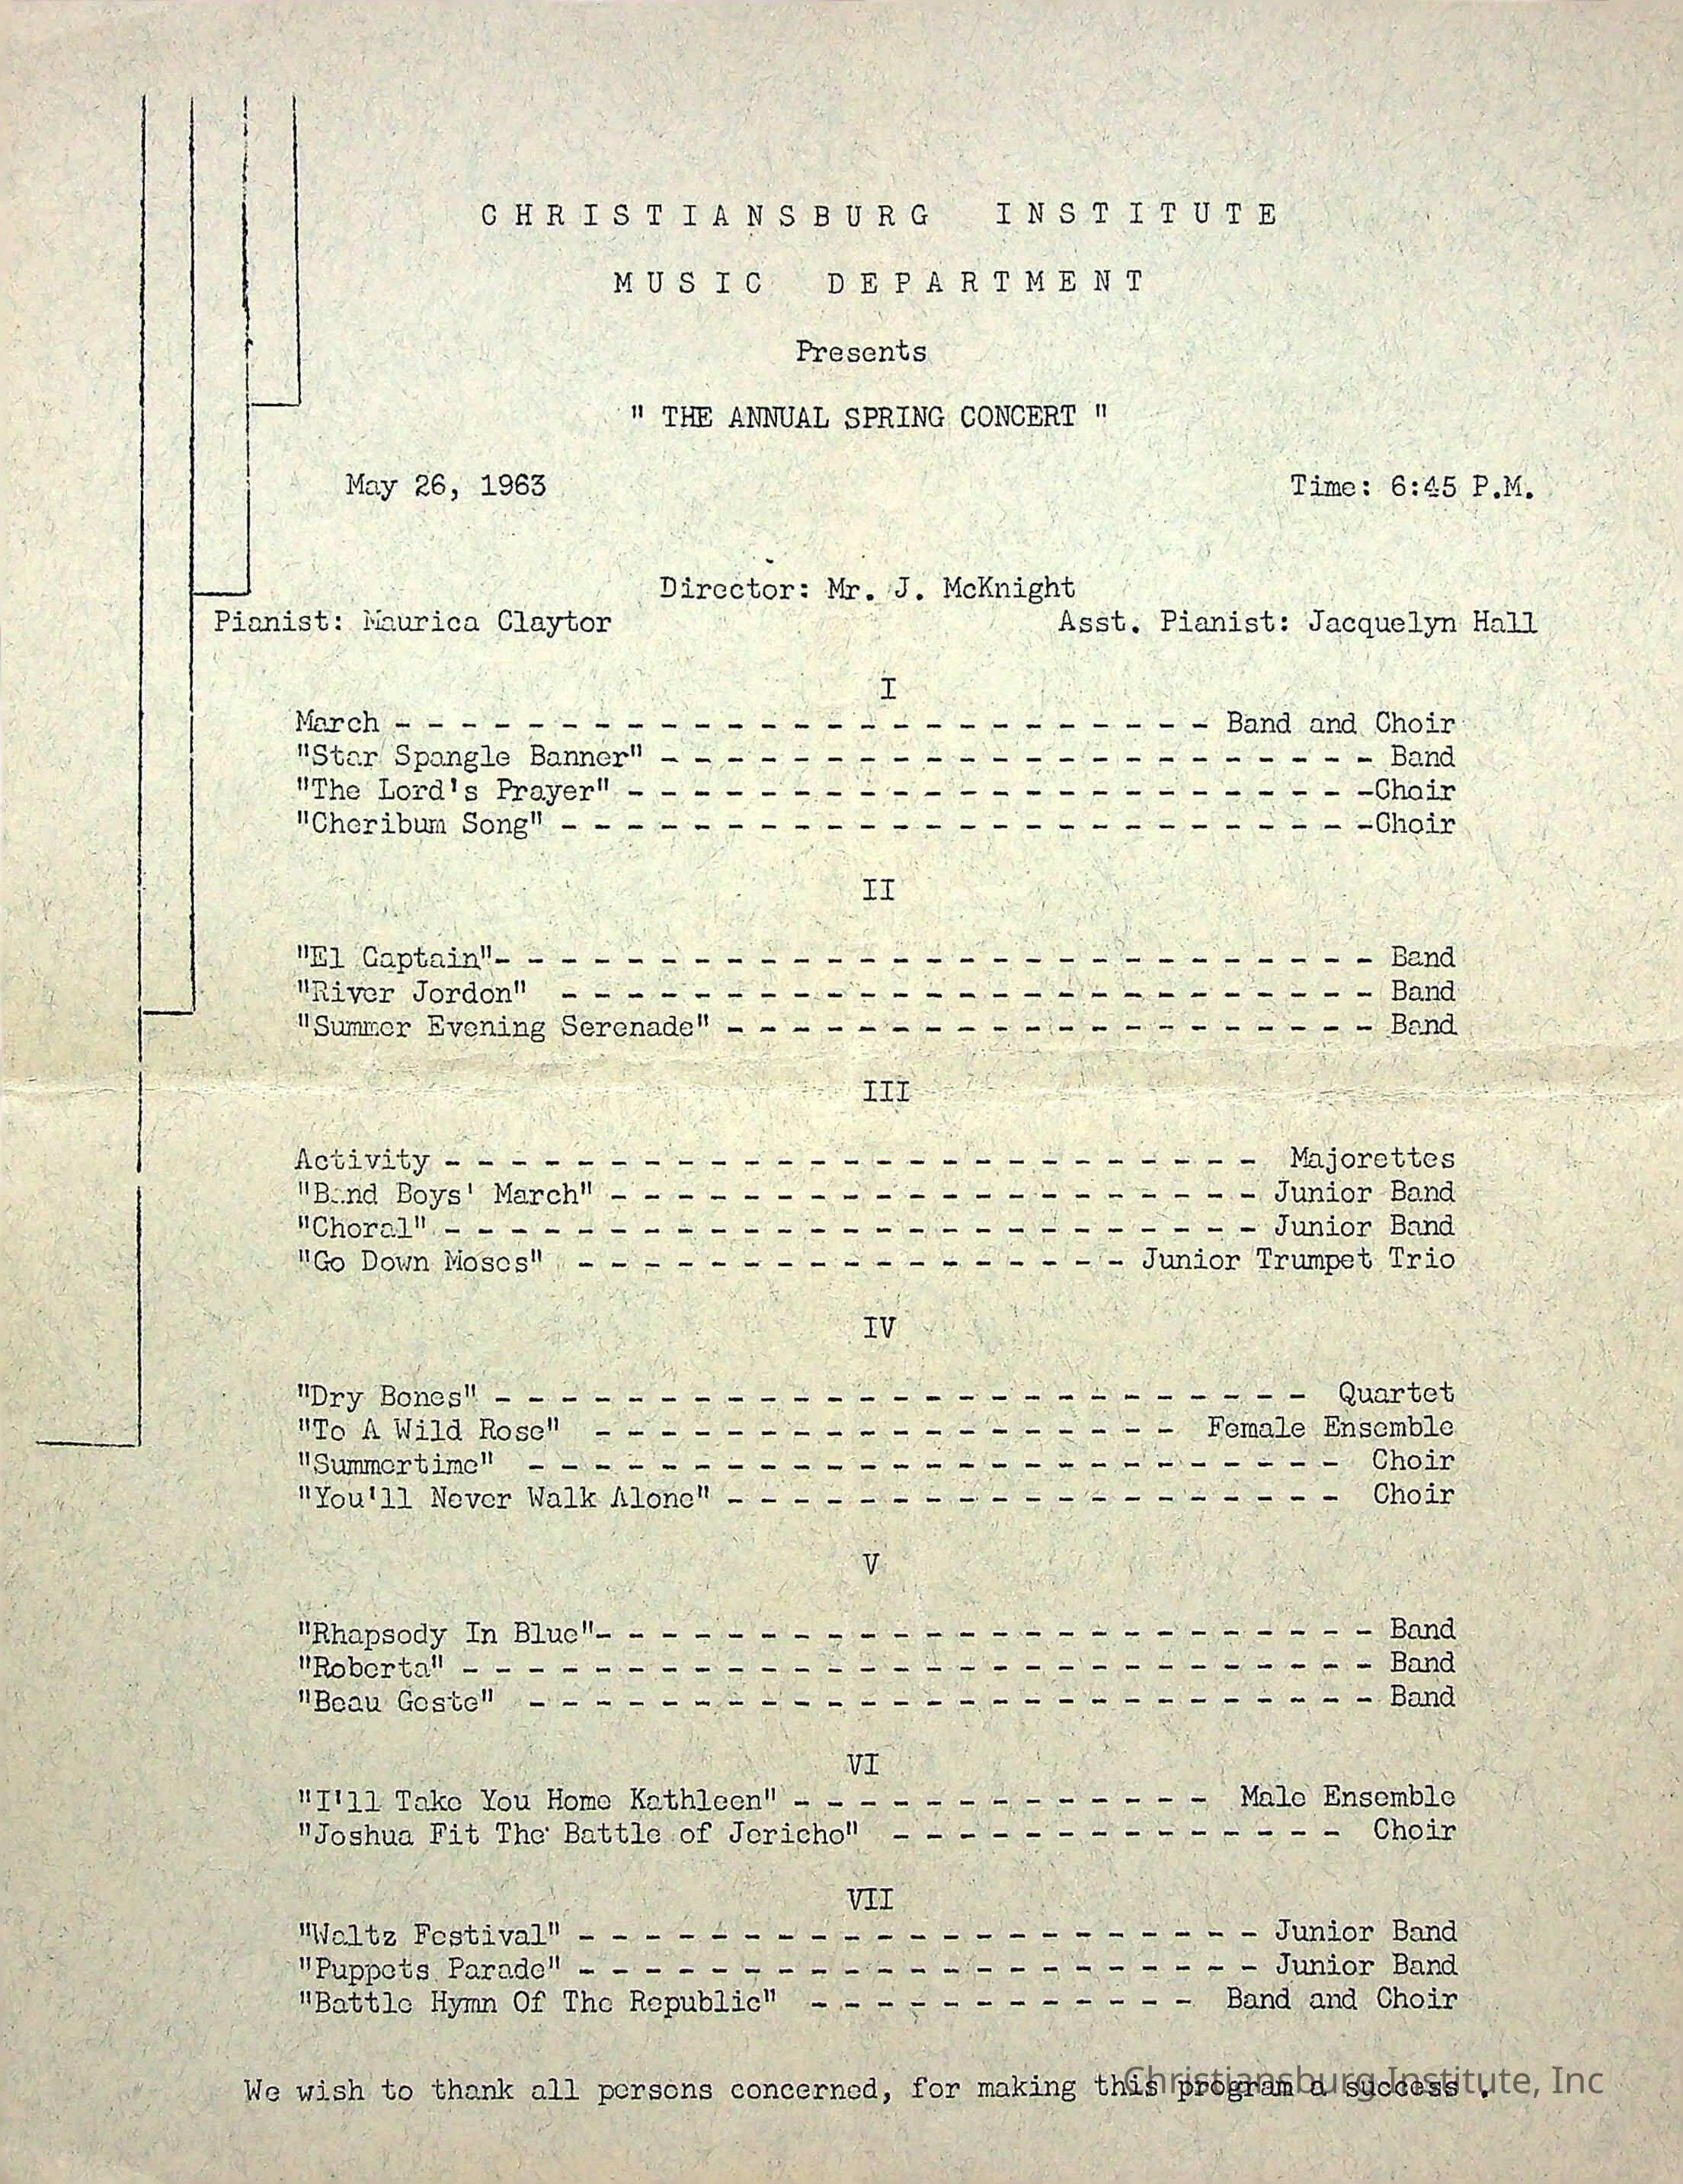 CHRISTIANSBURG INSTITUTE
MUSIC DEPARTMENT
Presents
" THE ANNUAL SPRING CONCERT "
May 26, 1963 Time: 6:45 P.M.
Director: Mr. J. McKnight
Pianist: Maurica Claytor Asst. Pianist: Jacquelyn Hall
I
March - - - - - - - - - - - - - - - - - - - - - - - - - Band and Choir
"Star Spangle Banner" - - - - - - - - - - - - - - - - - - - - - - Band
"The Lord's Prayer" - - - - - - - - - - - - - - - - - - - - - - -Choir
"Cheribum Song" - - - - - - - - - - - - - - - - - - - - - - - - -Choir
II
"El Captain"- - - - - - - - - - - - - - - - - - - - - - - - - - - Band
"River Jordon" - - - - - - - - - - - - - - - - - - - - - - - - - Band
"Summer Evening Serenade" - - - - - - - - - - - - - - - - - - - - Band
III
Activity - - - - - - - - - - - - - - - - - - - - - - - - - Majorettes
"Band Boys' March" - - - - - - - - - - - - - - - - - - - - Junior Band
"Choral" - - - - - - - - - - - - - - - - - - - - - - - - - Junior Band
"Go Down Moses" - - - - - - - - - - - - - - - - - Junior Trumpet Trio
IV
"Dry Bones" - - - - - - - - - - - - - - - - - - - - - - - - - Quartet
"To A Wild Rose" - - - - - - - - - - - - - - - - - - Female Ensemble
"Summertime" - - - - - - - - - - - - - - - - - - - - - - - - - Choir
"You'll Never Walk Alone" - - - - - - - - - - - - - - - - - - - Choir
V
"Rhapsody In Blue"- - - - - - - - - - - - - - - - - - - - - - - - Band
"Roberta" - - - - - - - - - - - - - - - - - - - - - - - - - - - - Band
"Beau Geste" - - - - - - - - - - - - - - - - - - - - - - - - - - Band
VI
"I'll Take You Home Kathleen" - - - - - - - - - - - - - Male Ensemble
"Joshua Fit The Battle of Jericho" - - - - - - - - - - - - - - Choir
VII
"Waltz Festival" - - - - - - - - - - - - - - - - - - - - - Junior Band
"Puppets Parade" - - - - - - - - - - - - - - - - - - - - - Junior Band
"Battle Hymn Of The Republic" - - - - - - - - - - - - Band and Choir
We wish to thank all persons concerned, for making this program a success .
Christiansburg Institute, Inc